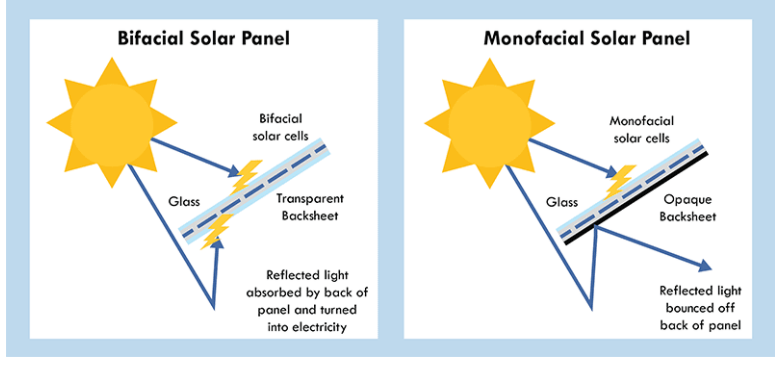 Bifacial Solar Panel
Bifacial
solar cells
Glass
Transparent
Backsheet
Reflected light
absorbed by back of
panel and turned
into electricity
Monofacial Solar Panel
Monofacial
solar cells
Glass
Opaque
Backsheet
Reflected light
bounced off
back of panel